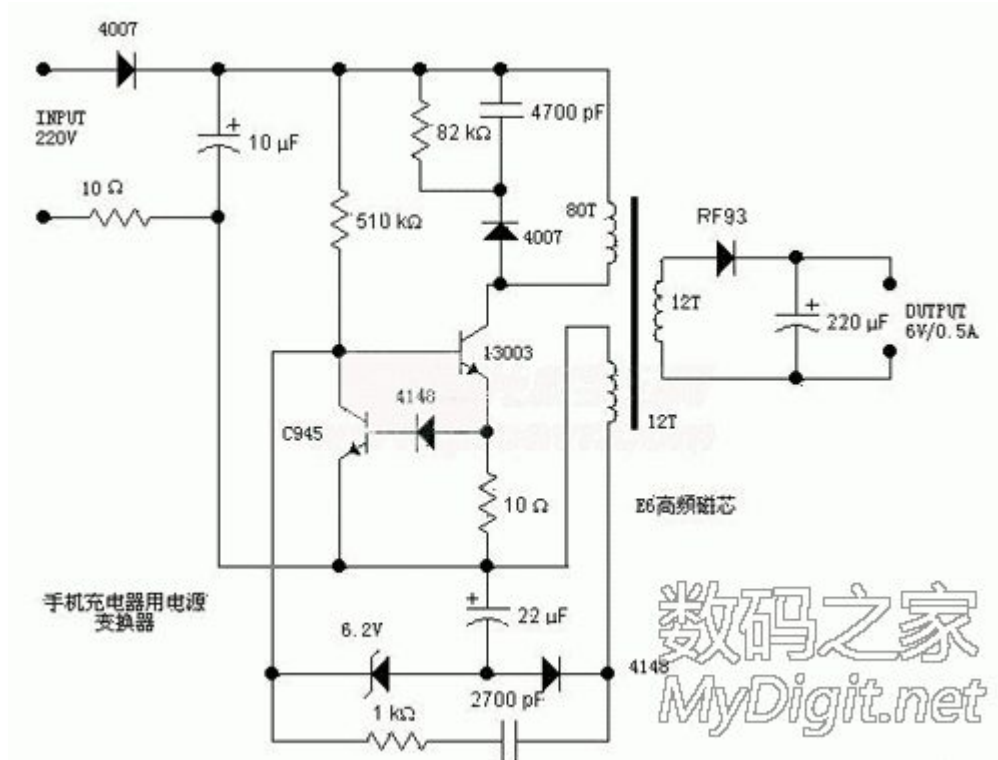 4007
INPUT
220V
10 µF
10 Ω
510 kΩ
82 kΩ
4700 pF
4007
80T
RF93
12T
220 µF
OUTPUT
6V/0.5A
13003
4148
C945
12T
10 Ω
E6高频磁芯
手机充电器用电源
变换器
22 µF
6.2V
4148
2700 pF
1 kΩ
数码之家
MyDigit.net